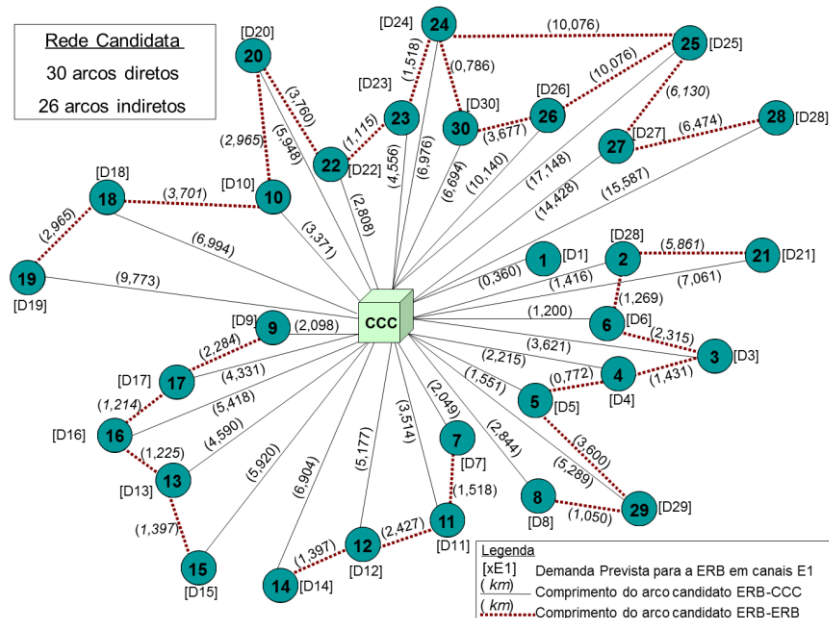 Rede Candidata
30 arcos diretos
26 arcos indiretos
[D20]
20
[D24]
24
(10,076)
25
[D25]
(1,518)
(0,786)
(10,076)
[D23]
23
[D30]
30
[D26]
26
(3,677)
(6,130)
(3,760)
(1,115)
22
[D22]
(2,965)
(5,948)
(4,556)
(6,976)
(6,694)
(10,140)
(17,148)
27
[D27]
(6,474)
28
[D28]
(14,428)
(15,587)
[D18]
18
(3,701)
[D10]
10
(2,808)
(2,965)
(3,371)
(6,994)
19
[D19]
(9,773)
1
[D1]
(0,360)
[D28]
2
(5,861)
21
[D21]
(1,416)
(7,061)
(1,269)
CCC
(1,200)
6
[D6]
(2,315)
[D9]
9
(2,098)
(3,621)
3
[D3]
(2,284)
(2,215)
4
[D4]
(1,431)
[D17]
17
(4,331)
(1,551)
(0,772)
5
[D5]
(1,214)
(5,418)
[D16]
16
(4,590)
(1,225)
(2,049)
(2,844)
(3,600)
(5,289)
7
[D7]
(3,514)
(5,177)
[D13]
13
(5,920)
(6,904)
(1,518)
8
[D8]
(1,050)
29
[D29]
(1,397)
11
[D11]
(2,427)
12
[D12]
15
[D15]
(1,397)
14
[D14]
Legenda
[xE1] Demanda Prevista para a ERB em canais E1
( km) Comprimento do arco candidato ERB-CCC
( km) Comprimento do arco candidato ERB-ERB